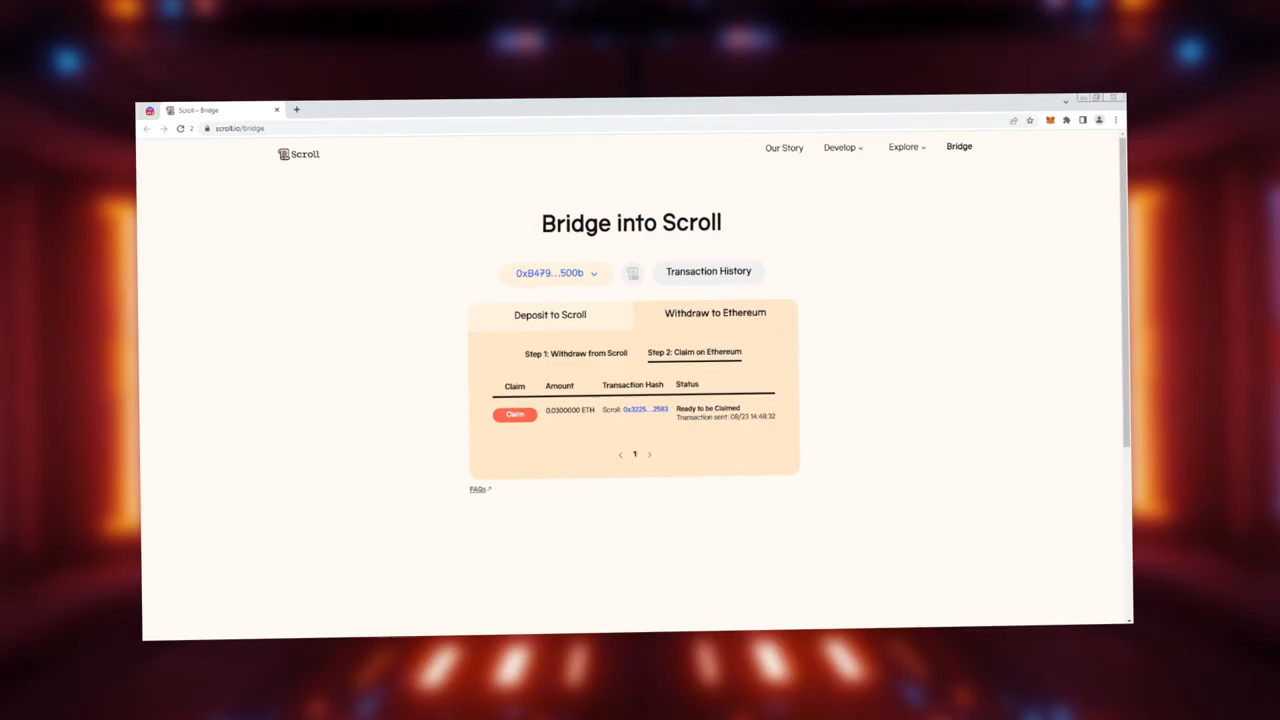 Scroll – Bridge
2
scroll.io/bridge
Scroll
Our Story
Develop
Explore
Bridge
Bridge into Scroll
0xB479...500b
Transaction History
Deposit to Scroll
Withdraw to Ethereum
Step 1: Withdraw from Scroll
Step 2: Claim on Ethereum
Claim Amount Transaction Hash Status
Claim 0.0300000 ETH Scroll: 0x3225...2583 Ready to be Claimed
Transaction sent: 08/23 14:48:32
1
FAQs↗